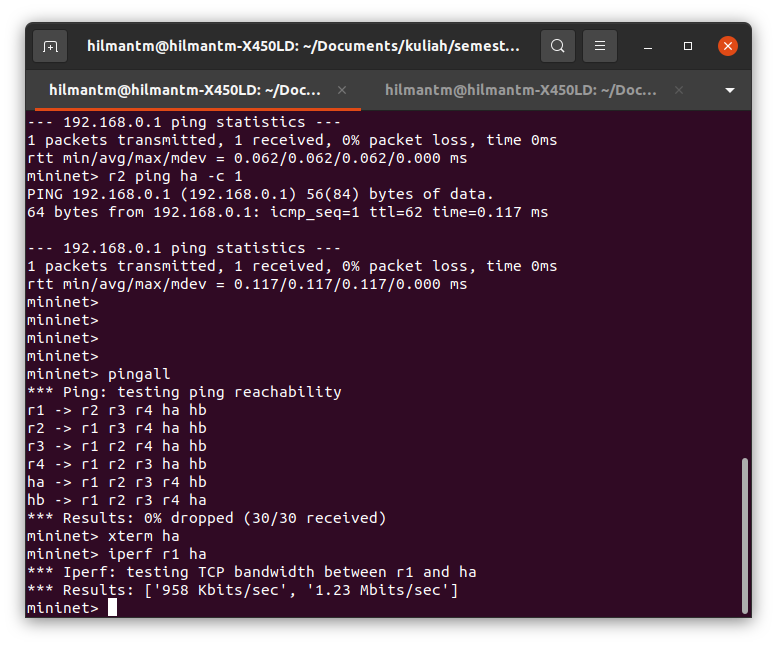 hilmantm@hilmantm-X450LD: ~/Documents/kuliah/semest...
hilmantm@hilmantm-X450LD: ~/Doc...
hilmantm@hilmantm-X450LD: ~/Doc...
--- 192.168.0.1 ping statistics ---
1 packets transmitted, 1 received, 0% packet loss, time 0ms
rtt min/avg/max/mdev = 0.062/0.062/0.062/0.000 ms
mininet> r2 ping ha -c 1
PING 192.168.0.1 (192.168.0.1) 56(84) bytes of data.
64 bytes from 192.168.0.1: icmp_seq=1 ttl=62 time=0.117 ms

--- 192.168.0.1 ping statistics ---
1 packets transmitted, 1 received, 0% packet loss, time 0ms
rtt min/avg/max/mdev = 0.117/0.117/0.117/0.000 ms
mininet>
mininet>
mininet>
mininet>
mininet> pingall
*** Ping: testing ping reachability
r1 -> r2 r3 r4 ha hb
r2 -> r1 r3 r4 ha hb
r3 -> r1 r2 r4 ha hb
r4 -> r1 r2 r3 ha hb
ha -> r1 r2 r3 r4 hb
hb -> r1 r2 r3 r4 ha
*** Results: 0% dropped (30/30 received)
mininet> xterm ha
mininet> iperf r1 ha
*** Iperf: testing TCP bandwidth between r1 and ha
*** Results: ['958 Kbits/sec', '1.23 Mbits/sec']
mininet>